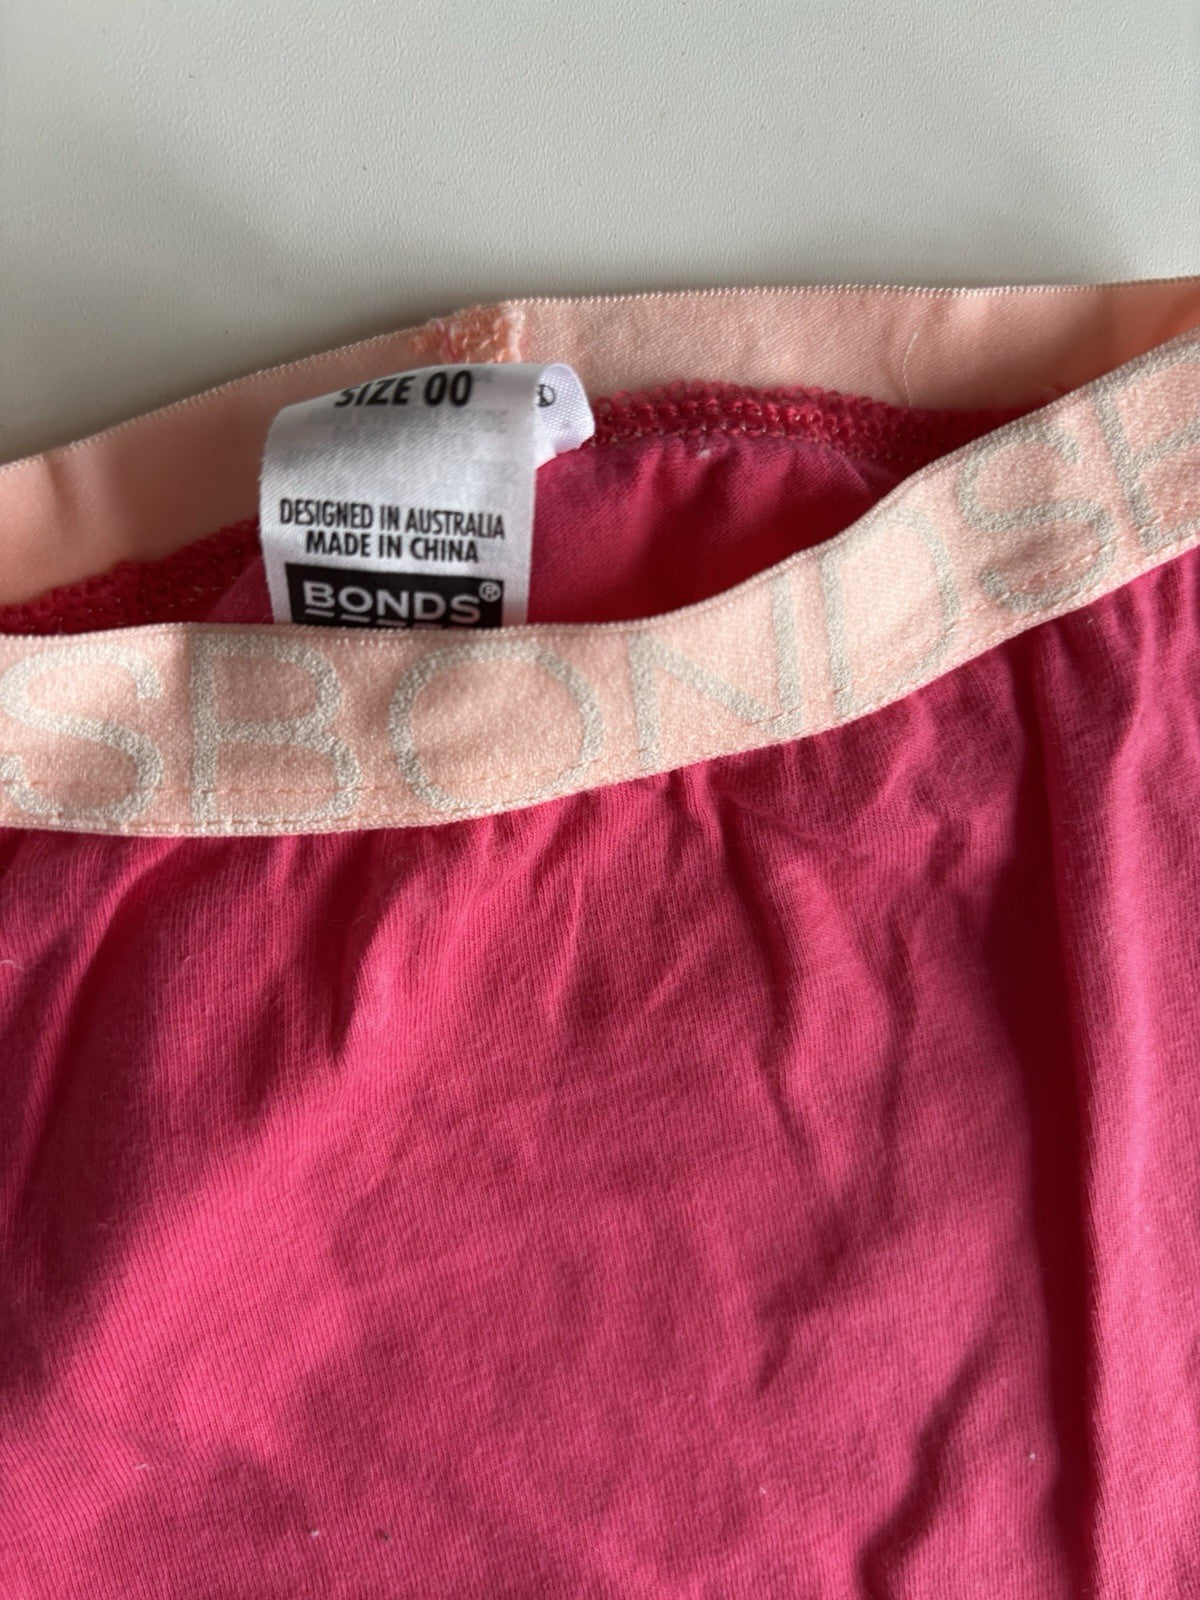 SIZE 00
DESIGNED IN AUSTRALIA
MADE IN CHINA
BONDS®
SBONDSB